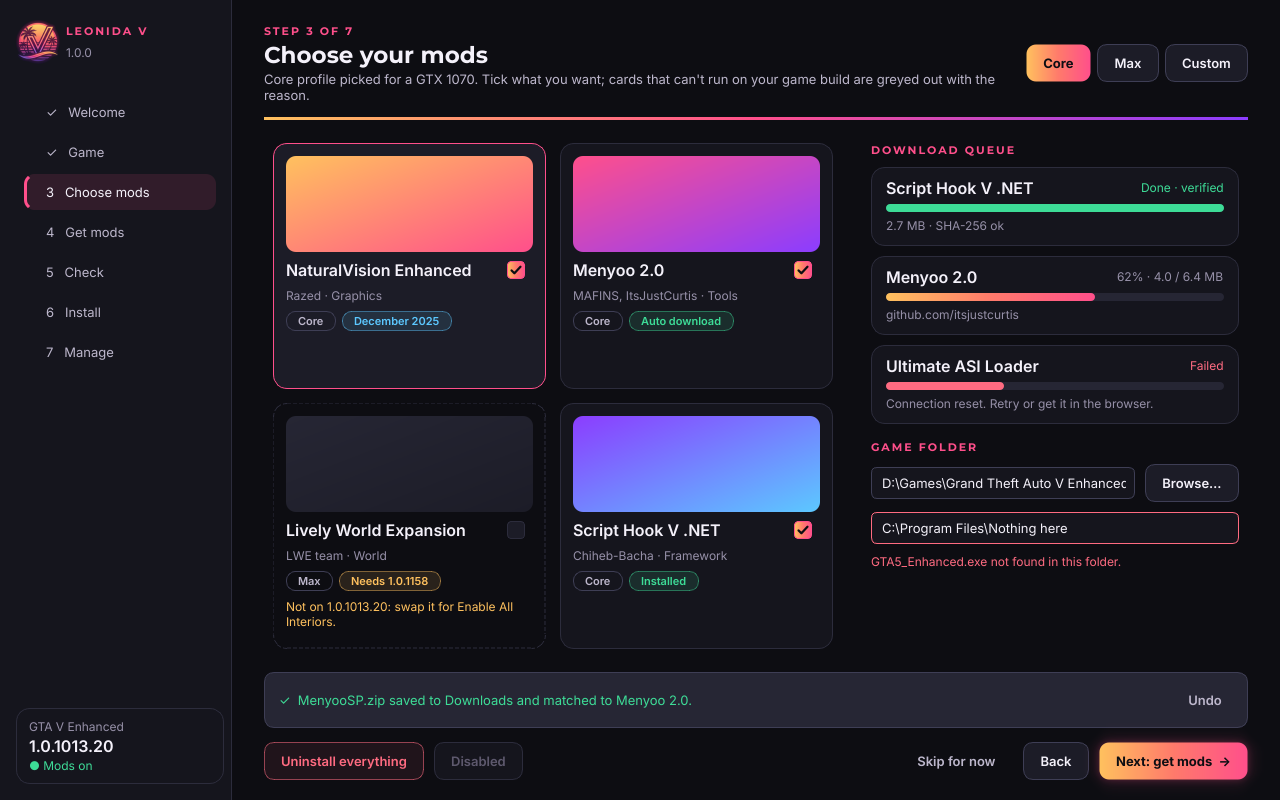 LEONIDA V
1.0.0
Welcome
Game
3 Choose mods
4 Get mods
5 Check
6 Install
7 Manage
GTA V Enhanced
1.0.1013.20
Mods on
STEP 3 OF 7
Choose your mods
Core profile picked for a GTX 1070. Tick what you want; cards that can't run on your game build are greyed out with the
reason.
Core
Max
Custom
NaturalVision Enhanced
Razed · Graphics
Core
December 2025
Menyoo 2.0
MAFINS, ItsJustCurtis · Tools
Core
Auto download
Lively World Expansion
LWE team · World
Max
Needs 1.0.1158
Not on 1.0.1013.20: swap it for Enable All
Interiors.
Script Hook V .NET
Chiheb-Bacha · Framework
Core
Installed
DOWNLOAD QUEUE
Script Hook V .NET
Done · verified
2.7 MB · SHA-256 ok
Menyoo 2.0
62% · 4.0 / 6.4 MB
github.com/itsjustcurtis
Ultimate ASI Loader
Failed
Connection reset. Retry or get it in the browser.
GAME FOLDER
D:\Games\Grand Theft Auto V Enhanced
Browse...
C:\Program Files\Nothing here
GTA5_Enhanced.exe not found in this folder.
MenyooSP.zip saved to Downloads and matched to Menyoo 2.0.
Undo
Uninstall everything
Disabled
Skip for now
Back
Next: get mods →